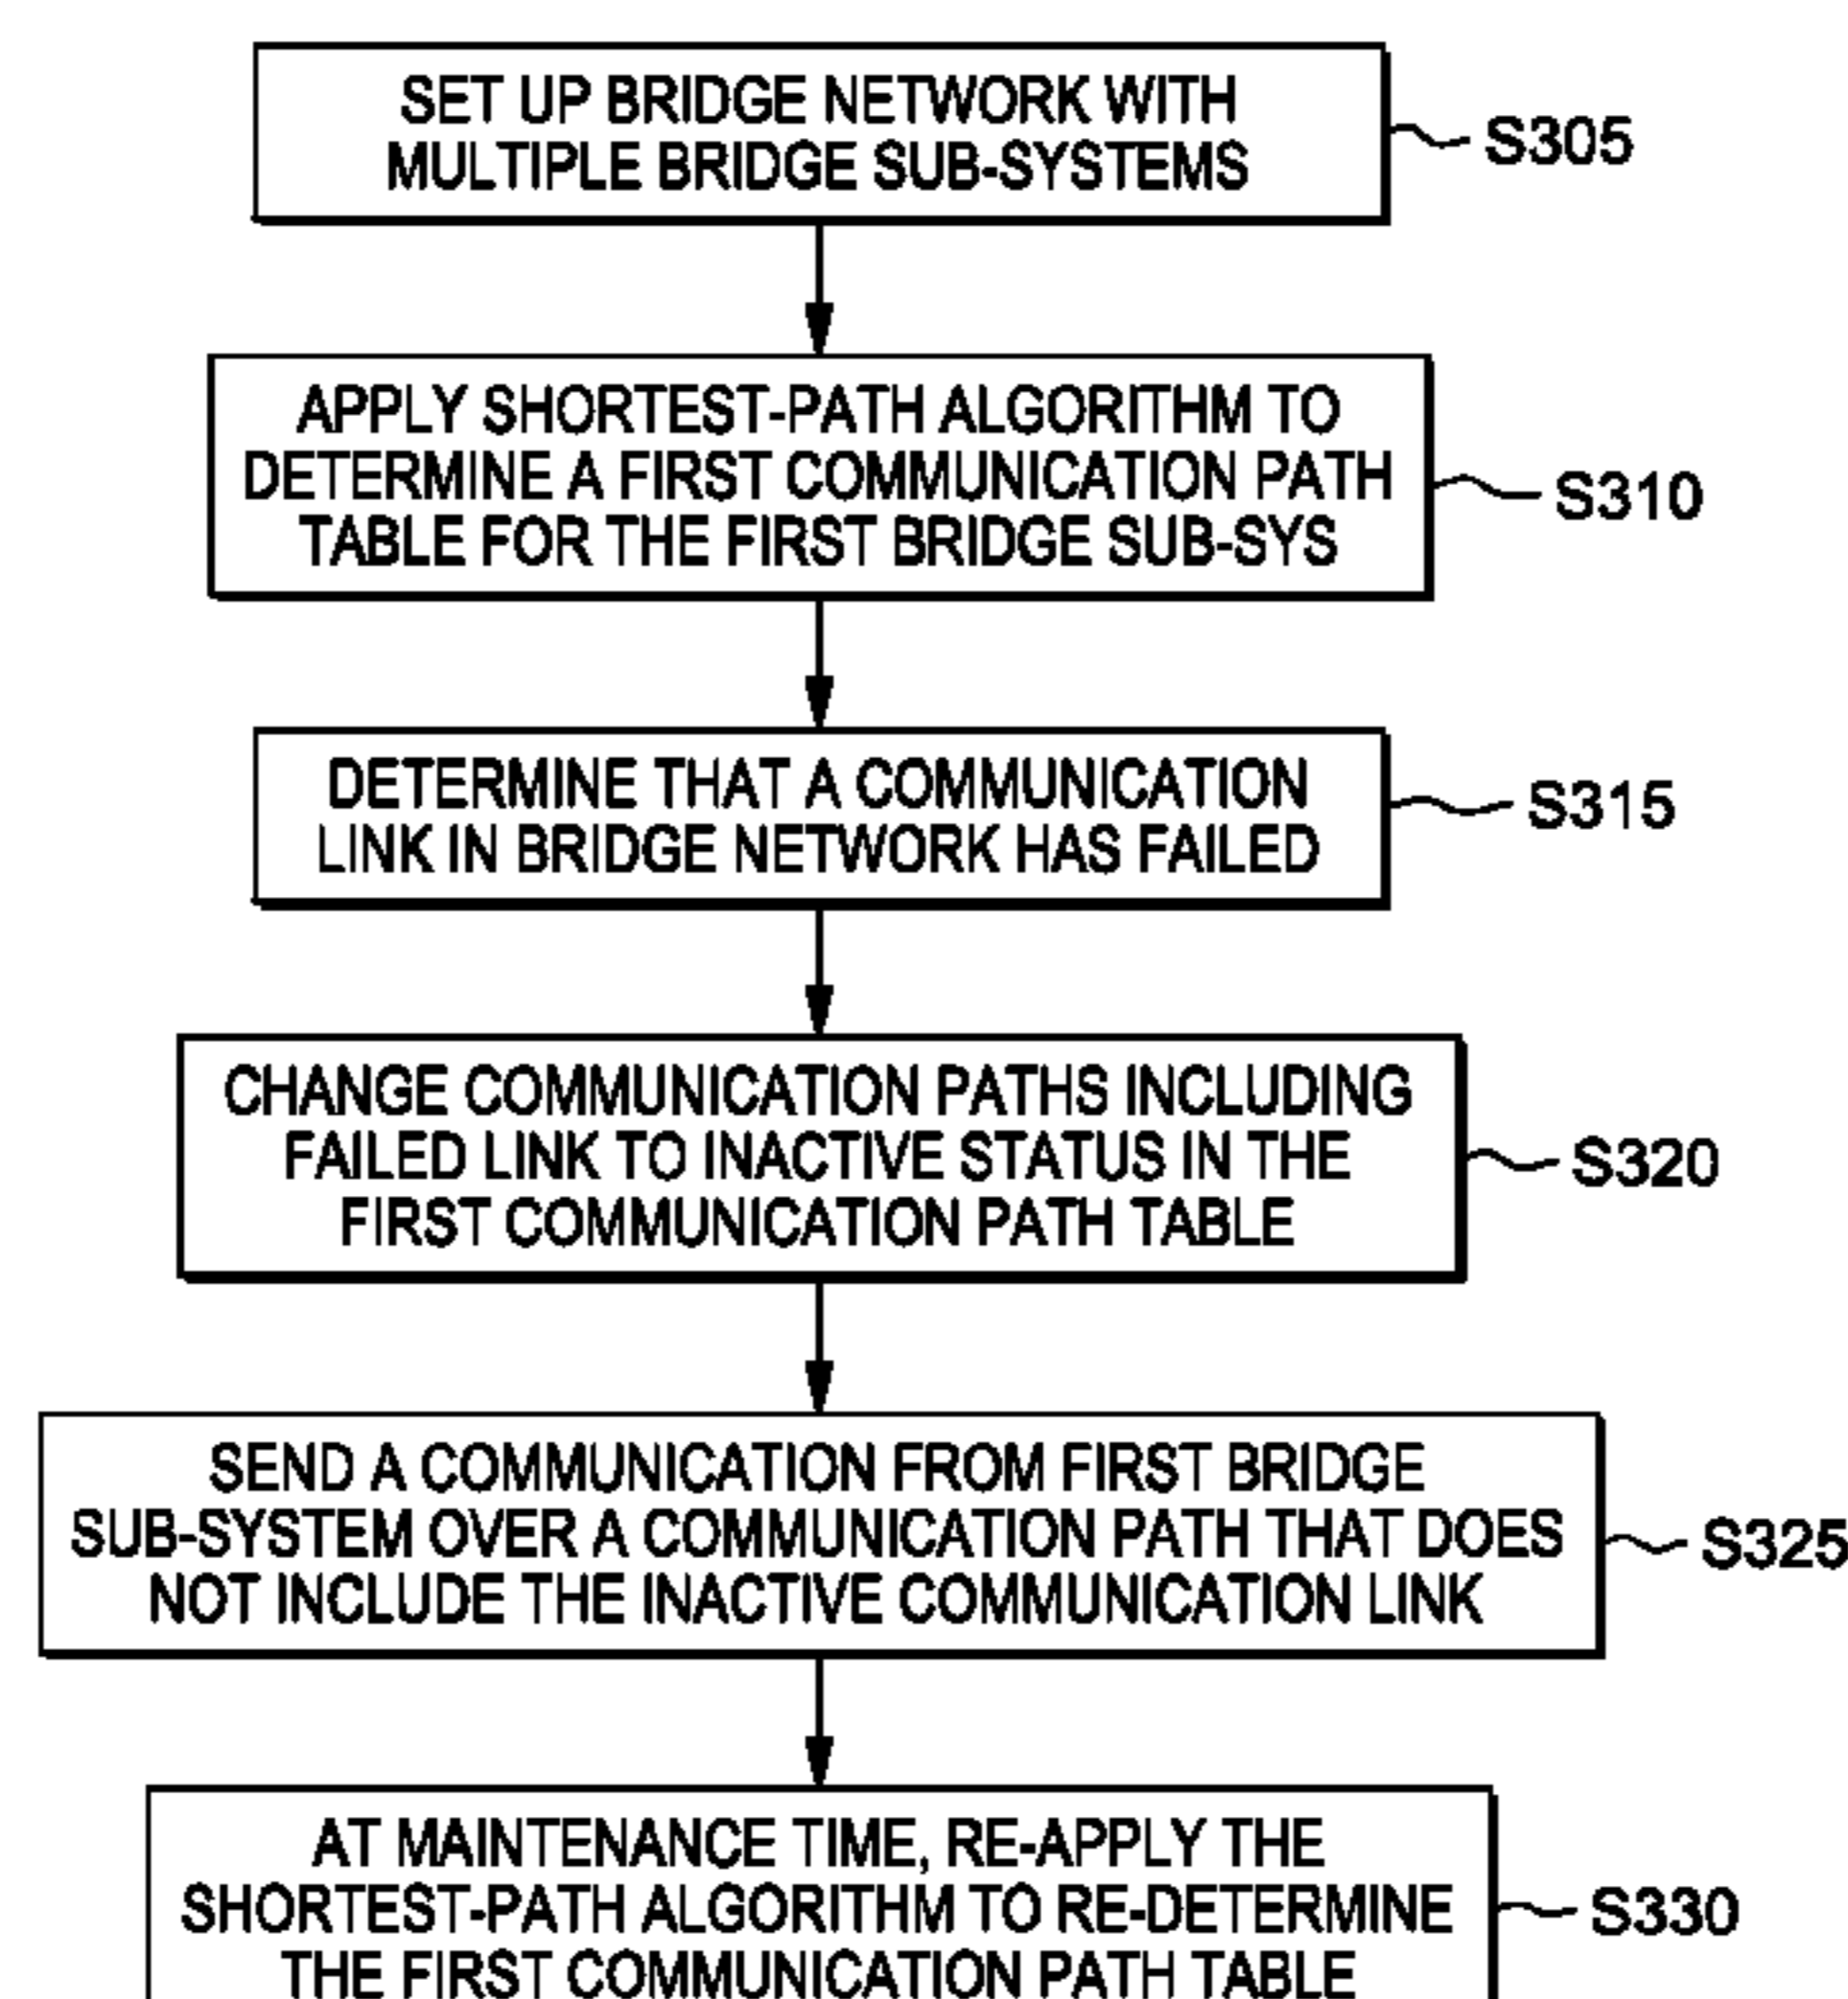 SET UP BRIDGE NETWORK WITH
MULTIPLE BRIDGE SUB-SYSTEMS
S305
APPLY SHORTEST-PATH ALGORITHM TO
DETERMINE A FIRST COMMUNICATION PATH
TABLE FOR THE FIRST BRIDGE SUB-SYS
S310
DETERMINE THAT A COMMUNICATION
LINK IN BRIDGE NETWORK HAS FAILED
S315
CHANGE COMMUNICATION PATHS INCLUDING
FAILED LINK TO INACTIVE STATUS IN THE
FIRST COMMUNICATION PATH TABLE
S320
SEND A COMMUNICATION FROM FIRST BRIDGE
SUB-SYSTEM OVER A COMMUNICATION PATH THAT DOES
NOT INCLUDE THE INACTIVE COMMUNICATION LINK
S325
AT MAINTENANCE TIME, RE-APPLY THE
SHORTEST-PATH ALGORITHM TO RE-DETERMINE
THE FIRST COMMUNICATION PATH TABLE
S330